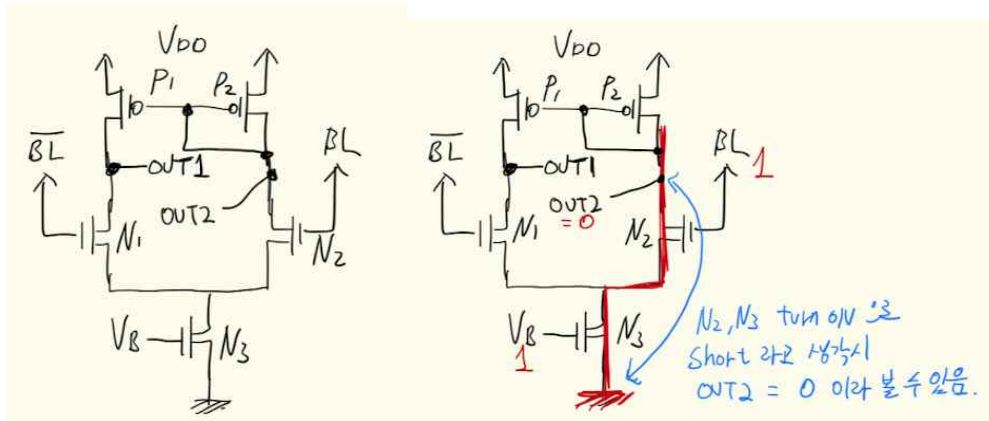 VDD
P1 P2
BL
OUT1
BL
OUT2
N1
N2
VB
N3
VDD
P1 P2
BL
OUT1
BL
1
OUT2
= 0
N1
N2
VB
1
N3
N2, N3 turn on 으로
Short 라고 생각시
OUT2 = 0 이라 볼 수 있음.